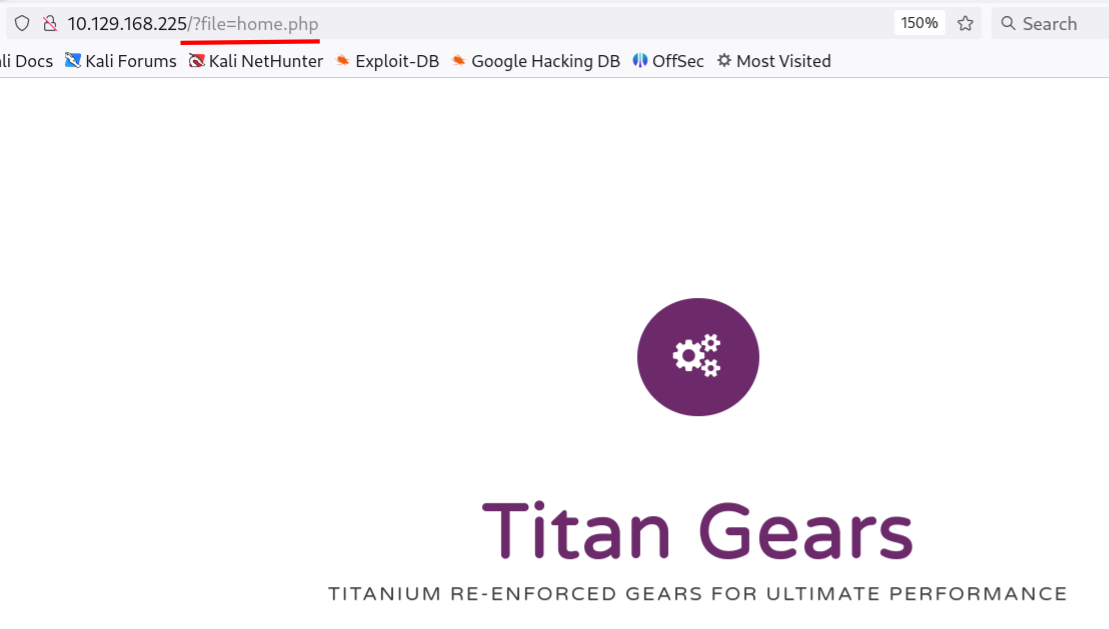 10.129.168.225/?file=home.php 150% Search
li Docs Kali Forums Kali NetHunter Exploit-DB Google Hacking DB OffSec Most Visited
Titan Gears
TITANIUM RE-ENFORCED GEARS FOR ULTIMATE PERFORMANCE